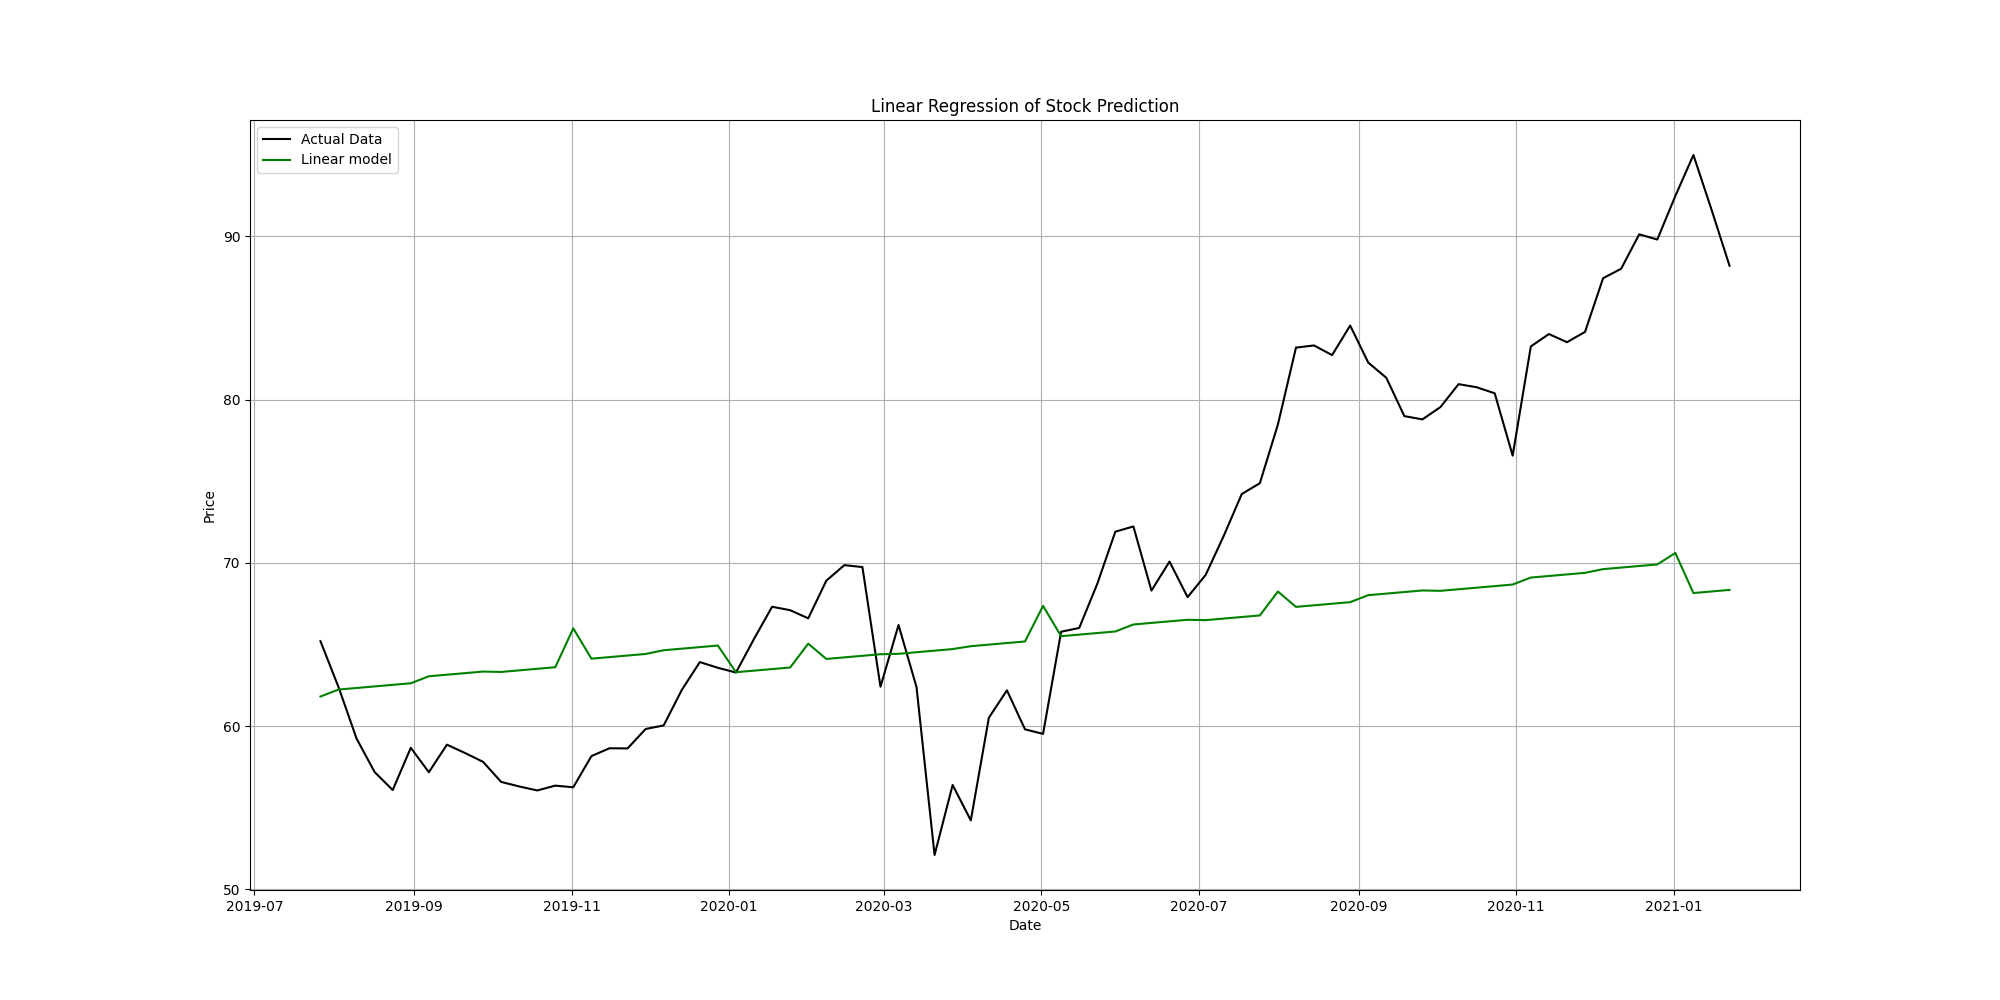 Linear Regression of Stock Prediction
Actual Data
Linear model
Price
90
80
70
60
50
2019-07 2019-09 2019-11 2020-01 2020-03 2020-05 2020-07 2020-09 2020-11 2021-01
Date